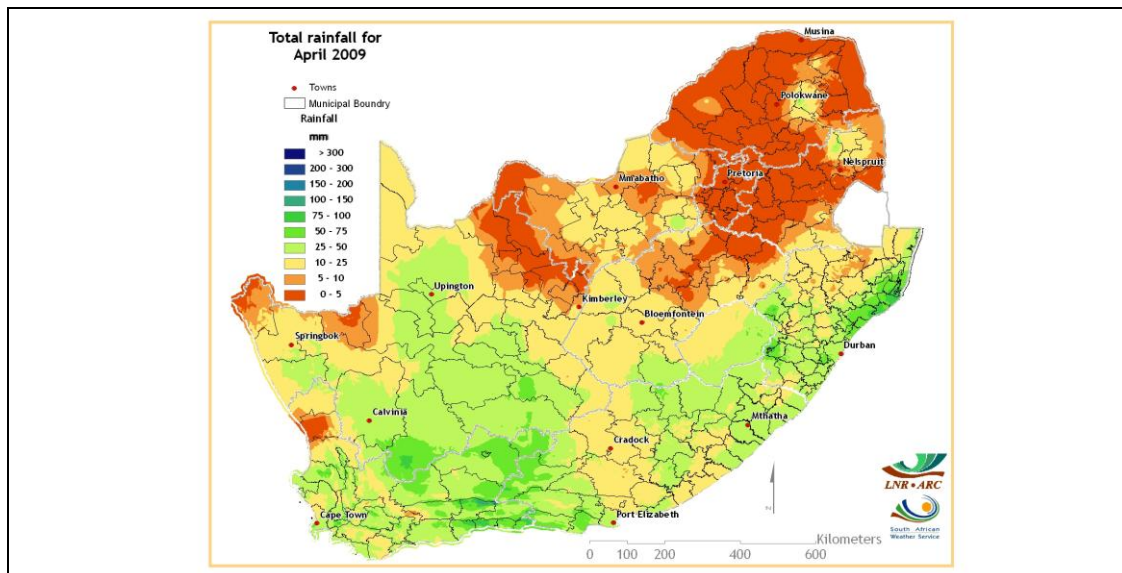 Total rainfall for
April 2009
Towns
Municipal Boundry
Rainfall
mm
> 300
200 - 300
150 - 200
100 - 150
75 - 100
50 - 75
25 - 50
10 - 25
5 - 10
0 - 5
Musina
Polokwane
Nelspruit
Pretoria
Mmabatho
Upington
Kimberley
Bloemfontein
Springbok
Durban
Calvinia
Mthatha
Cradock
Cape Town
Port Elizabeth
N
Kilometers
0 100 200 400 600
LNR • ARC
South African
Weather Service